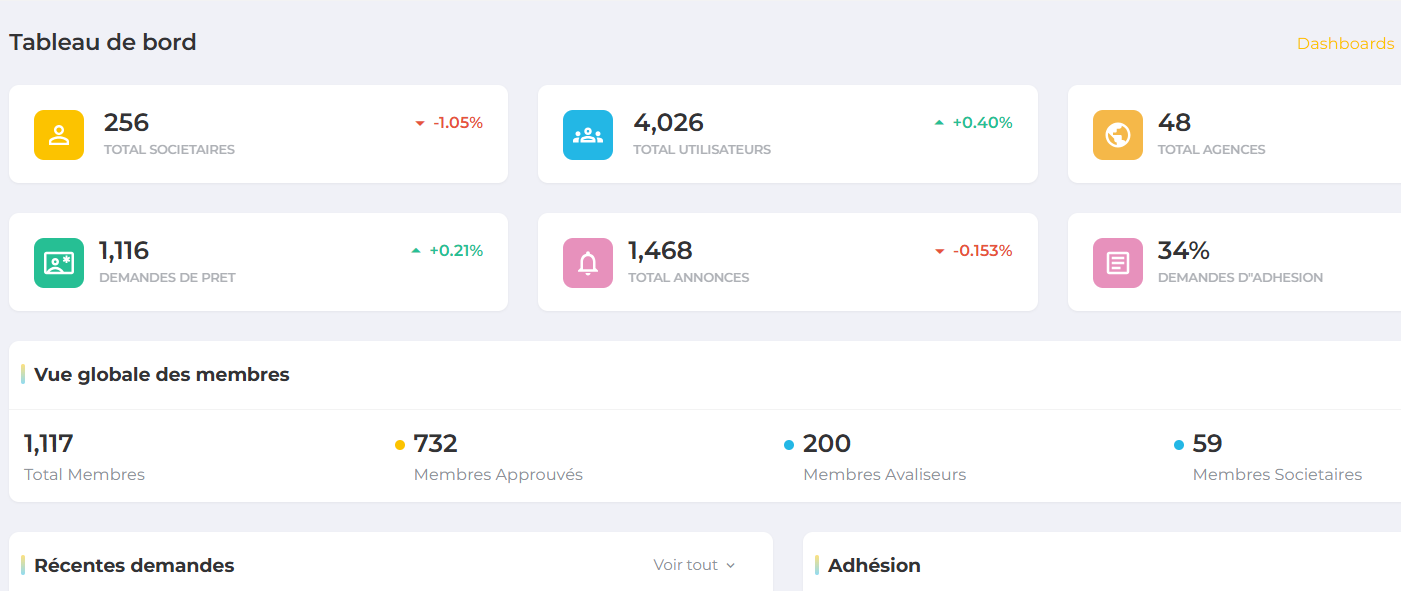 Tableau de bord
Dashboards
256
-1.05%
TOTAL SOCIETAIRES
4,026
+0.40%
TOTAL UTILISATEURS
48
TOTAL AGENCES
1,116
+0.21%
DEMANDES DE PRET
1,468
-0.153%
TOTAL ANNONCES
34%
DEMANDES D"ADHESION
Vue globale des membres
1,117
Total Membres
732
Membres Approuvés
200
Membres Avaliseurs
59
Membres Societaires
Récentes demandes
Voir tout
Adhésion